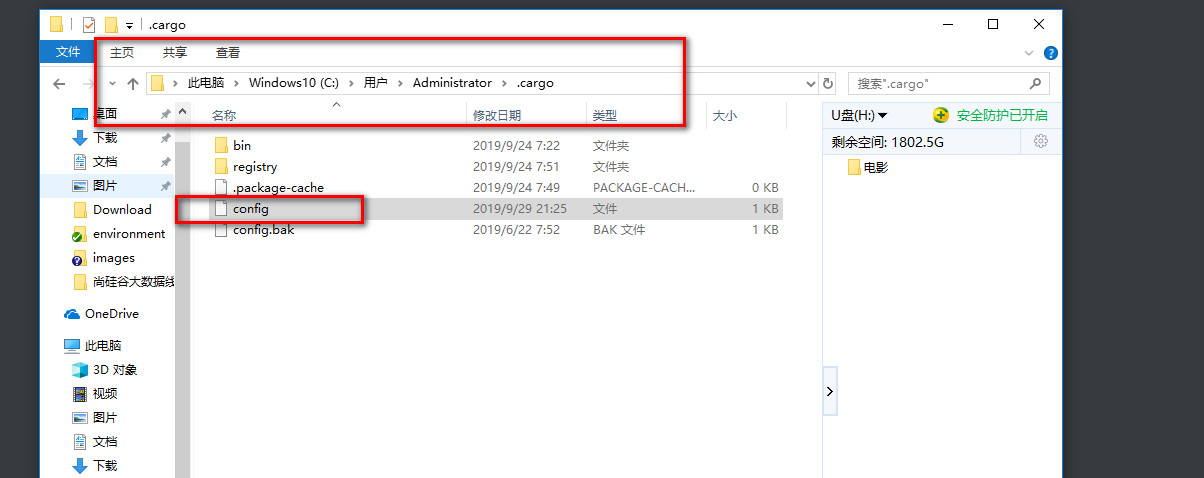 .cargo
文件 主页 共享 查看
此电脑 Windows10 (C:) 用户 Administrator .cargo 搜索".cargo"
名称 修改日期 类型 大小
bin 2019/9/24 7:22 文件夹
registry 2019/9/24 7:51 文件夹
.package-cache 2019/9/24 7:49 PACKAGE-CACH... 0 KB
config 2019/9/29 21:25 文件 1 KB
config.bak 2019/6/22 7:52 BAK 文件 1 KB
桌面
下载
文档
图片
Download
environment
images
尚硅谷大数据线
OneDrive
此电脑
3D 对象
视频
图片
文档
下载
U盘(H:) 安全防护已开启
剩余空间: 1802.5G
电影